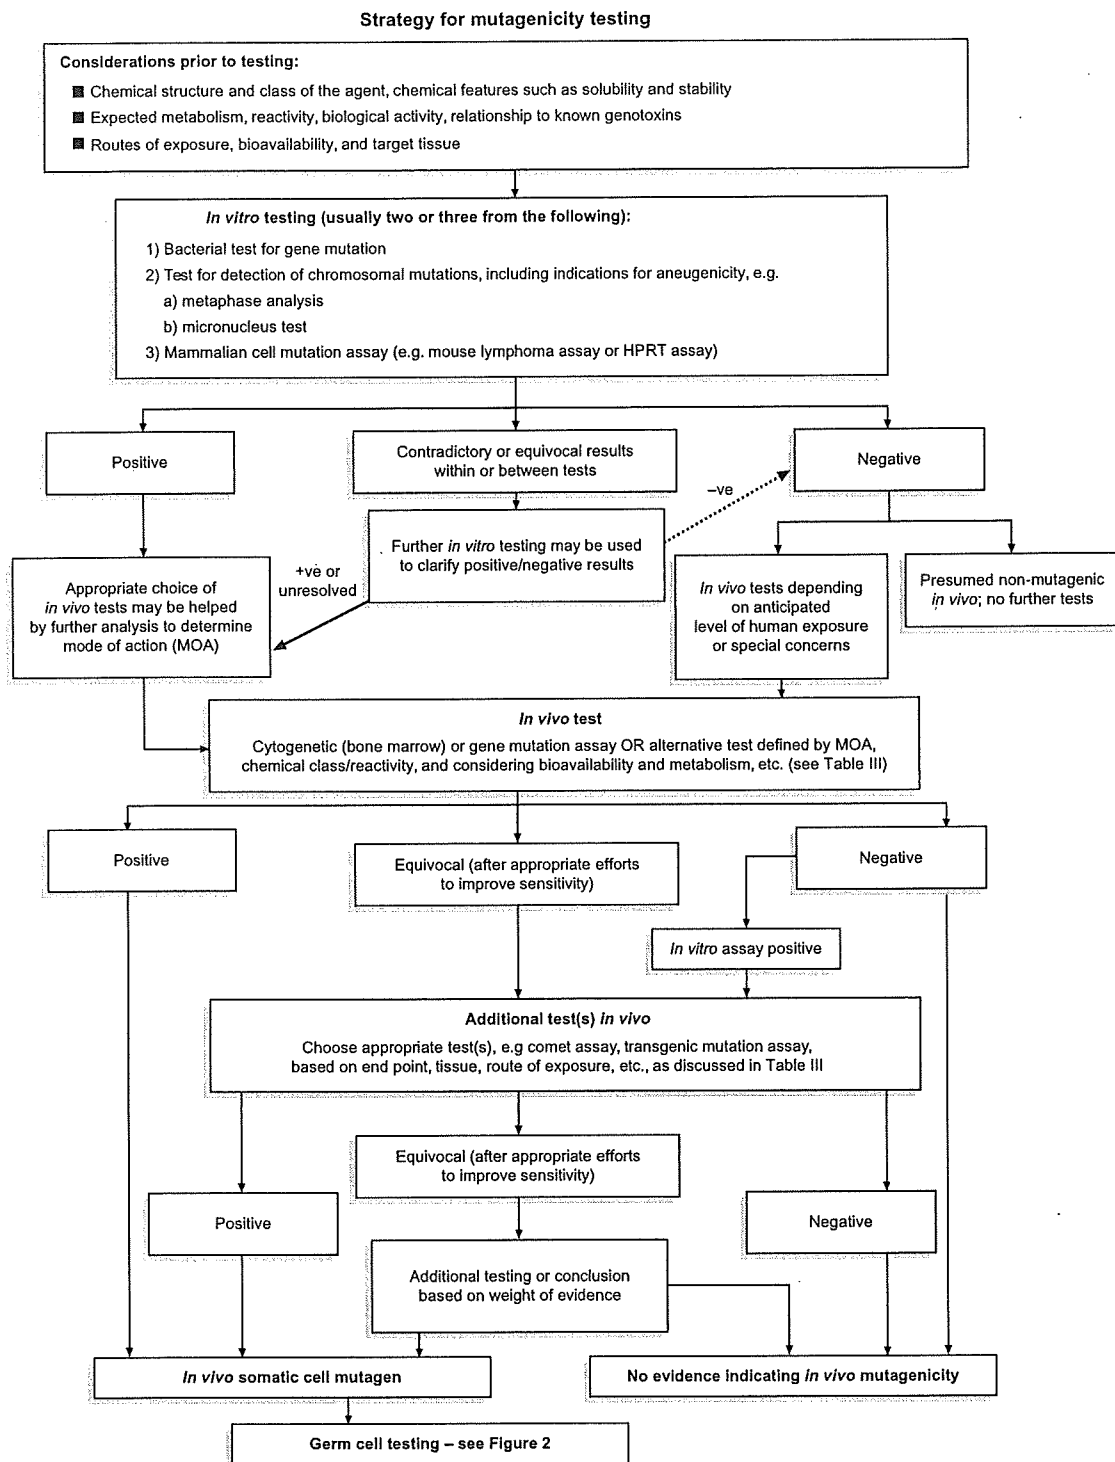 Strategy for mutagenicity testing
Considerations prior to testing:
■ Chemical structure and class of the agent, chemical features such as solubility and stability
■ Expected metabolism, reactivity, biological activity, relationship to known genotoxins
■ Routes of exposure, bioavailability, and target tissue
In vitro testing (usually two or three from the following):
1) Bacterial test for gene mutation
2) Test for detection of chromosomal mutations, including indications for aneugenicity, e.g.
a) metaphase analysis
b) micronucleus test
3) Mammalian cell mutation assay (e.g. mouse lymphoma assay or HPRT assay)
Positive
Contradictory or equivocal results
within or between tests
Negative
–ve
Further in vitro testing may be used
to clarify positive/negative results
+ve or
unresolved
Appropriate choice of
in vivo tests may be helped
by further analysis to determine
mode of action (MOA)
In vivo tests depending
on anticipated
level of human exposure
or special concerns
Presumed non-mutagenic
in vivo; no further tests
In vivo test
Cytogenetic (bone marrow) or gene mutation assay OR alternative test defined by MOA,
chemical class/reactivity, and considering bioavailability and metabolism, etc. (see Table III)
Positive
Equivocal (after appropriate efforts
to improve sensitivity)
Negative
In vitro assay positive
Additional test(s) in vivo
Choose appropriate test(s), e.g comet assay, transgenic mutation assay,
based on end point, tissue, route of exposure, etc., as discussed in Table III
Equivocal (after appropriate efforts
to improve sensitivity)
Positive
Negative
Additional testing or conclusion
based on weight of evidence
In vivo somatic cell mutagen
No evidence indicating in vivo mutagenicity
Germ cell testing – see Figure 2